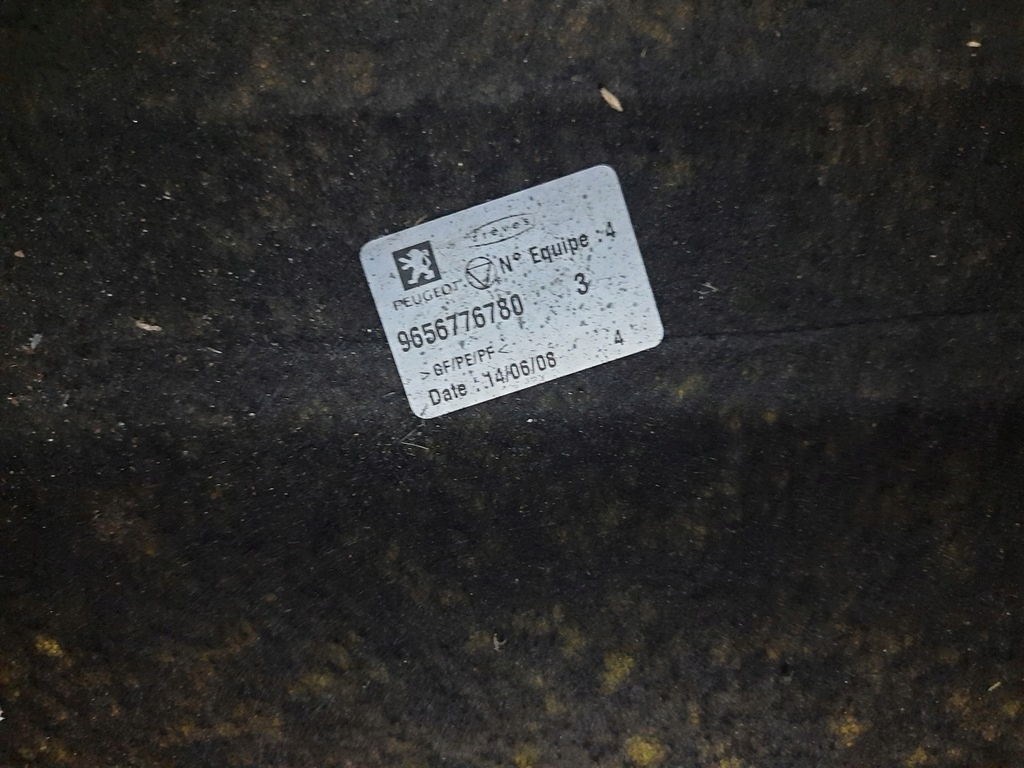 Treves
PEUGEOT N° Equipe :4
9656776780 3
>GF/PE/PF<
Date : 14/06/08 4